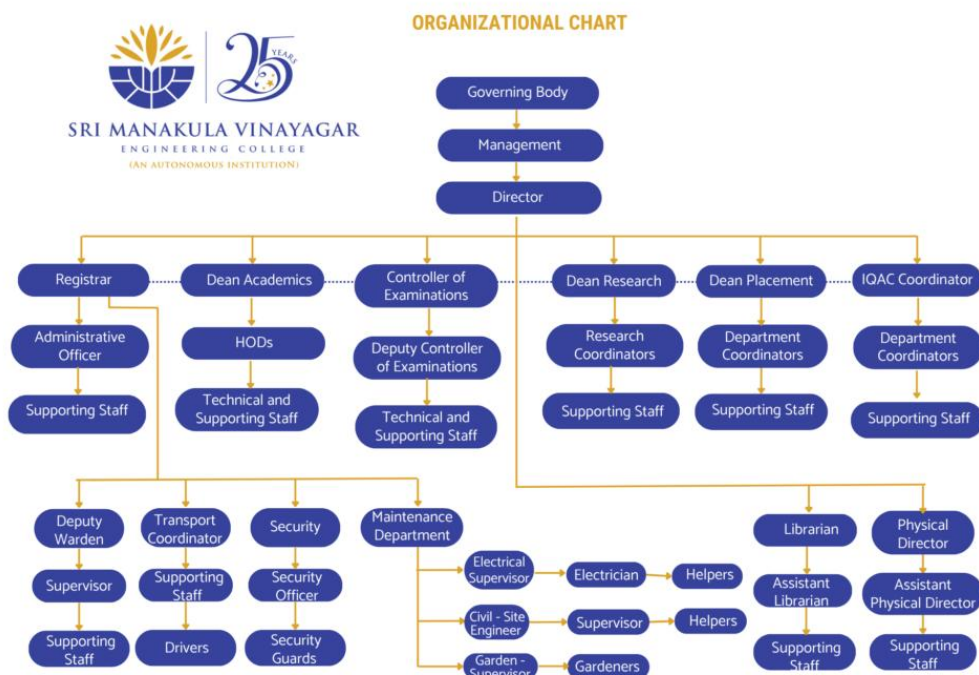 ORGANIZATIONAL CHART
25
YEARS
SRI MANAKULA VINAYAGAR
ENGINEERING COLLEGE
(AN AUTONOMOUS INSTITUTION)
Governing Body
Management
Director
Registrar
Dean Academics
Controller of
Examinations
Dean Research
Dean Placement
IQAC Coordinator
Administrative
Officer
HODs
Deputy Controller
of Examinations
Research
Coordinators
Department
Coordinators
Department
Coordinators
Supporting Staff
Technical and
Supporting Staff
Technical and
Supporting Staff
Supporting Staff
Supporting Staff
Supporting Staff
Deputy
Warden
Transport
Coordinator
Security
Maintenance
Department
Librarian
Physical
Director
Supervisor
Supporting
Staff
Security
Officer
Electrical
Supervisor
Electrician
Helpers
Assistant
Librarian
Assistant
Physical Director
Supporting
Staff
Drivers
Security
Guards
Civil - Site
Engineer
Supervisor
Helpers
Supporting
Staff
Supporting
Staff
Garden -
Supervisor
Gardeners